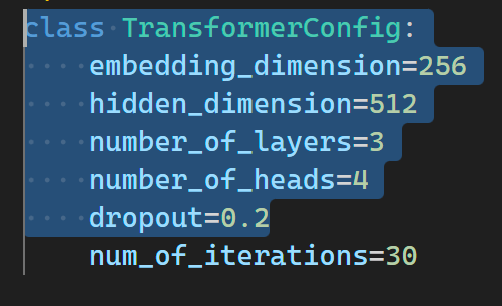 class TransformerConfig:
    embedding_dimension=256
    hidden_dimension=512
    number_of_layers=3
    number_of_heads=4
    dropout=0.2
    num_of_iterations=30